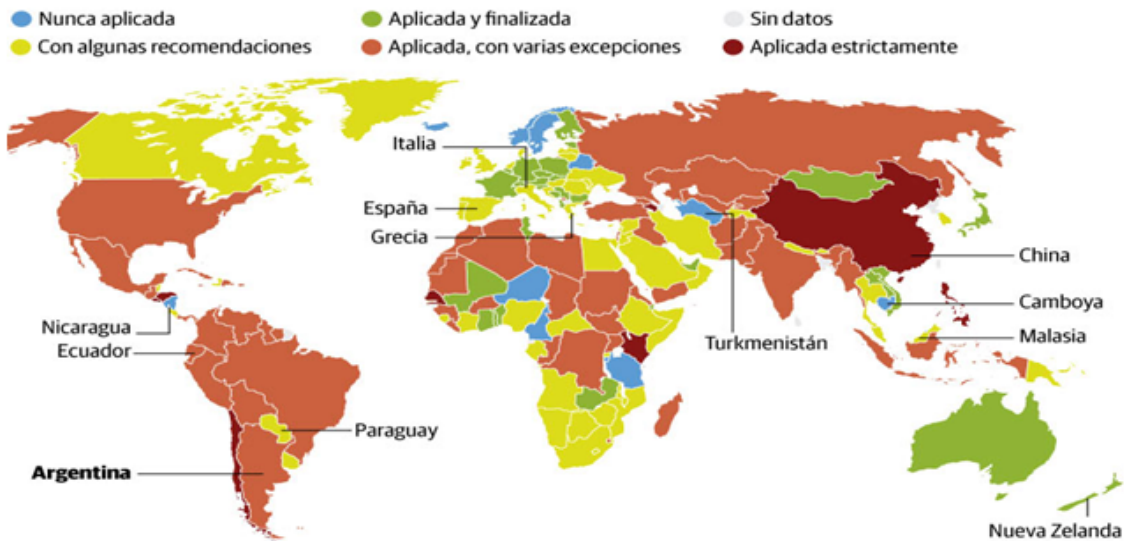 Nunca aplicada
Aplicada y finalizada
Sin datos
Con algunas recomendaciones
Aplicada, con varias excepciones
Aplicada estrictamente
Italia
España
Grecia
China
Nicaragua
Camboya
Ecuador
Turkmenistán
Malasia
Paraguay
Argentina
Nueva Zelanda